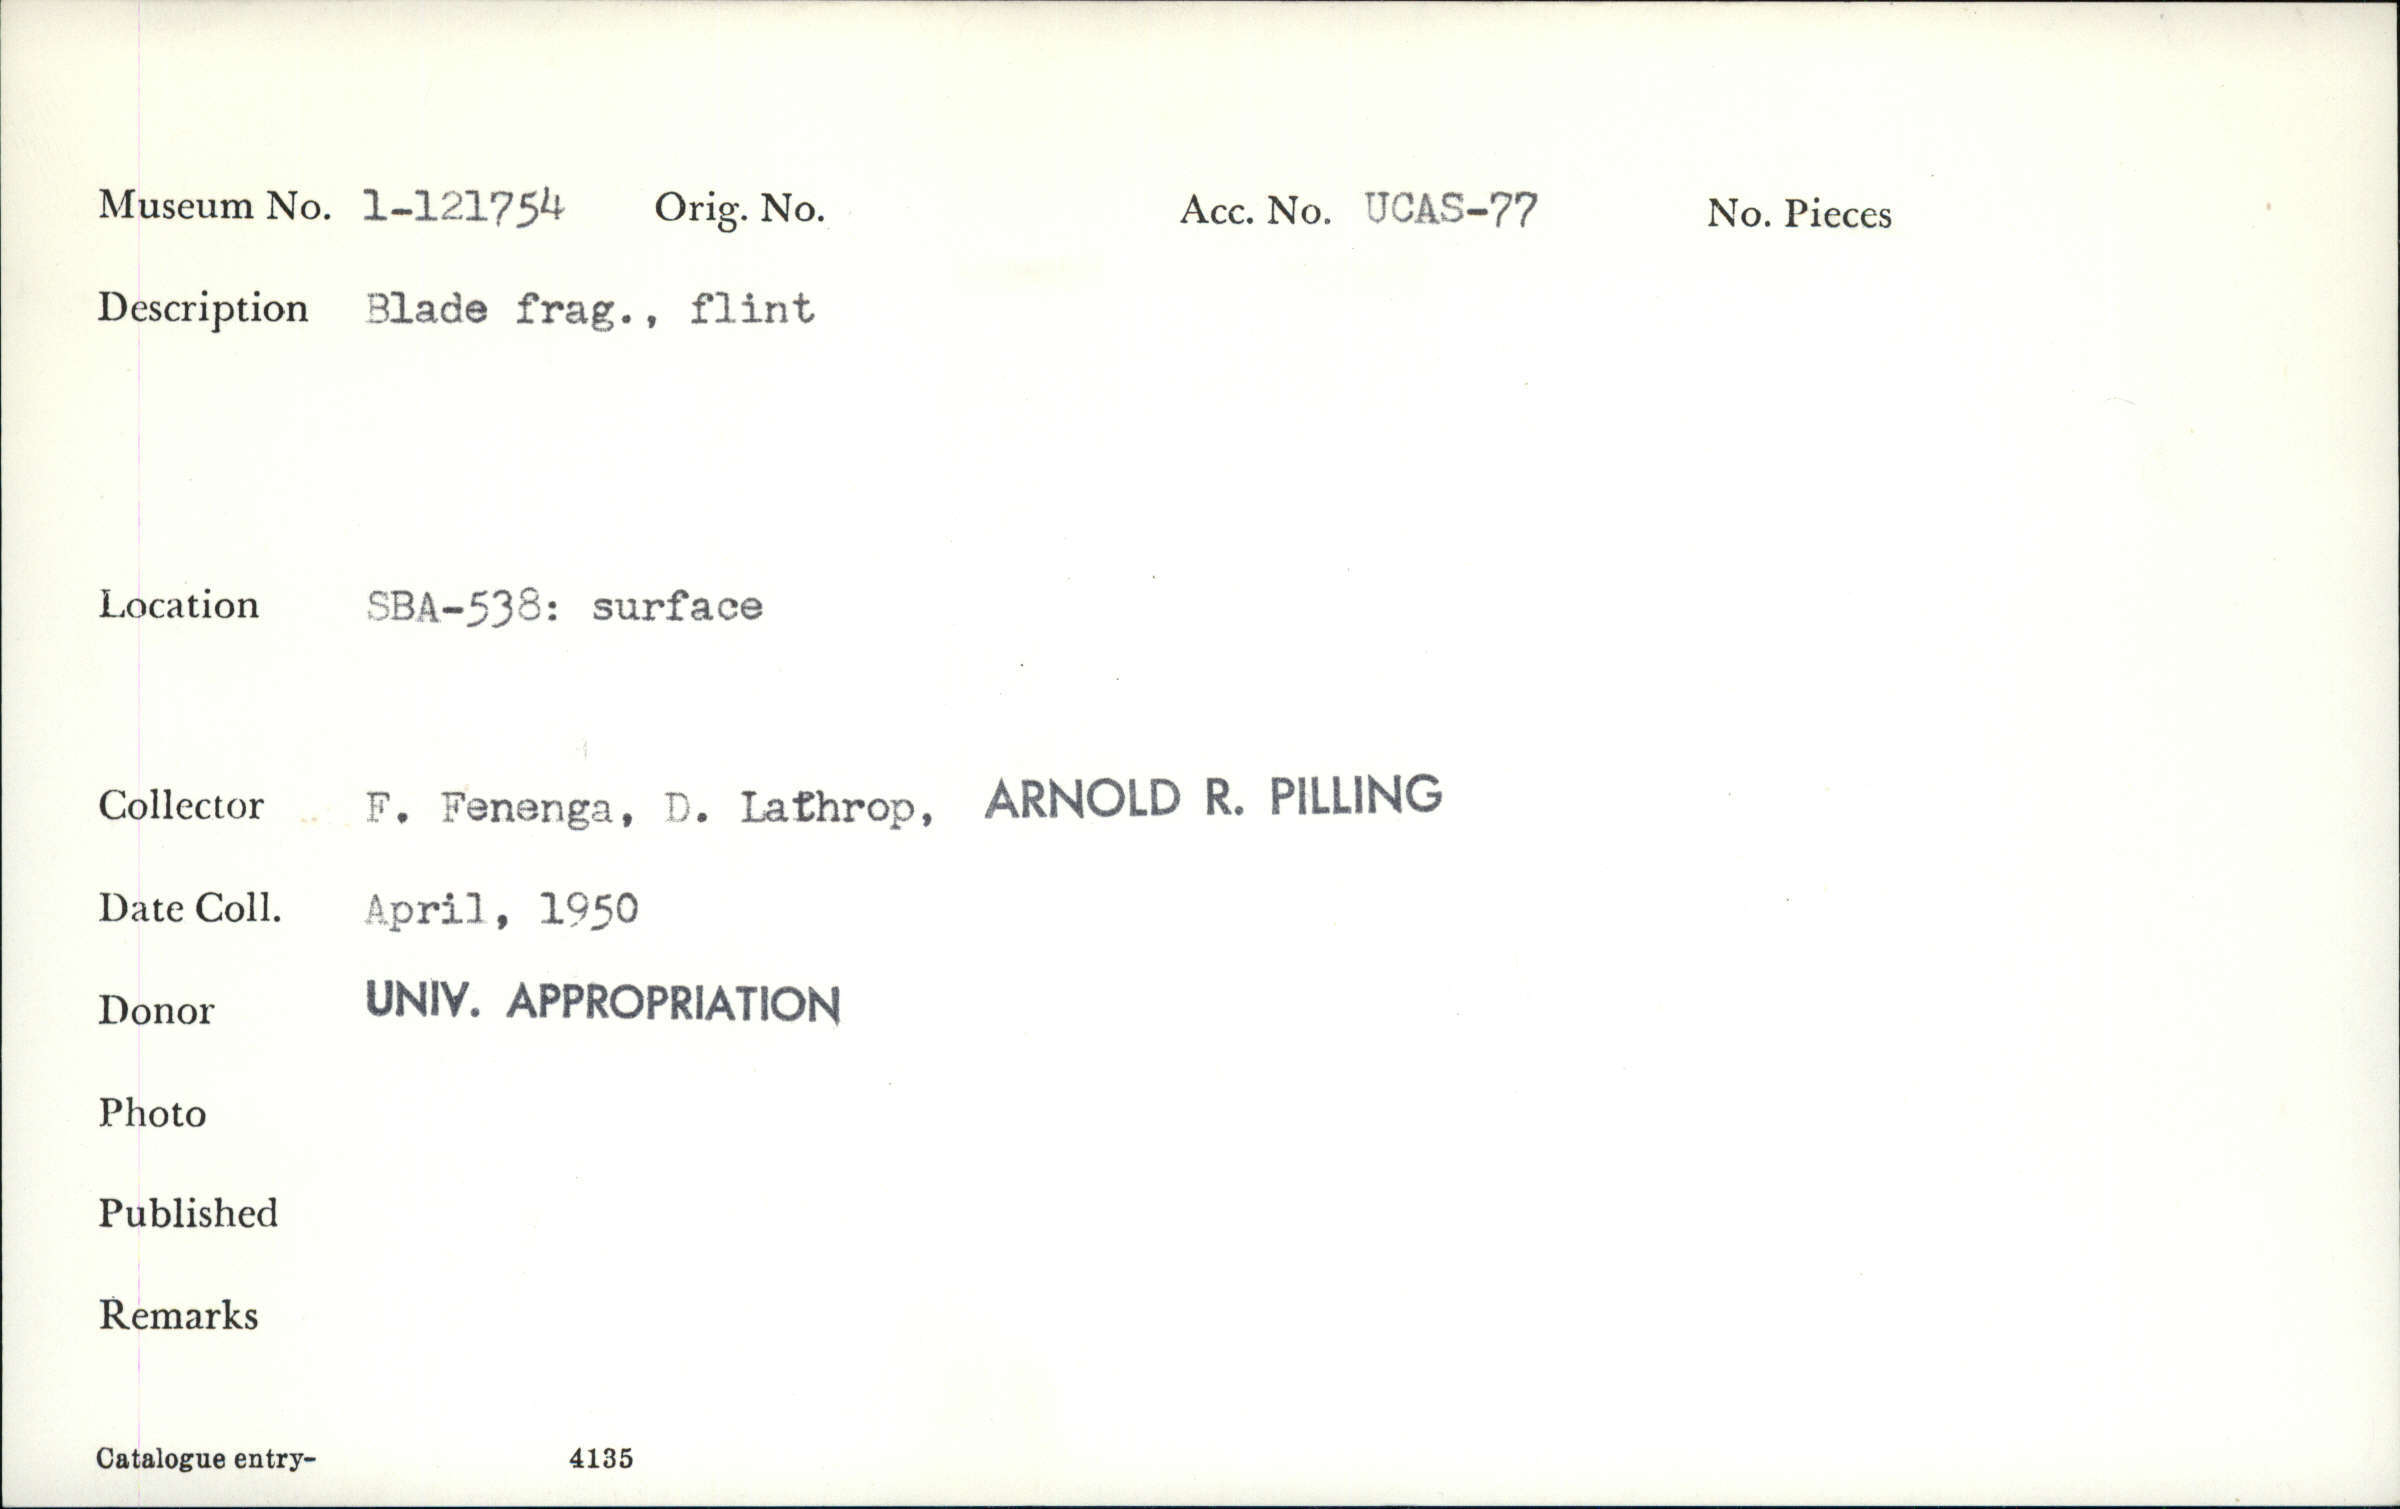 Museum No. 1-121754 Orig. No. Acc. No. UCAS-77 No. Pieces
Description Blade frag., flint
Location SBA-538: surface
Collector F. Fenenga, D. Lathrop, ARNOLD R. PILLING
Date Coll. April, 1950
Donor UNIV. APPROPRIATION
Photo
Published
Remarks
Catalogue entry- 4135